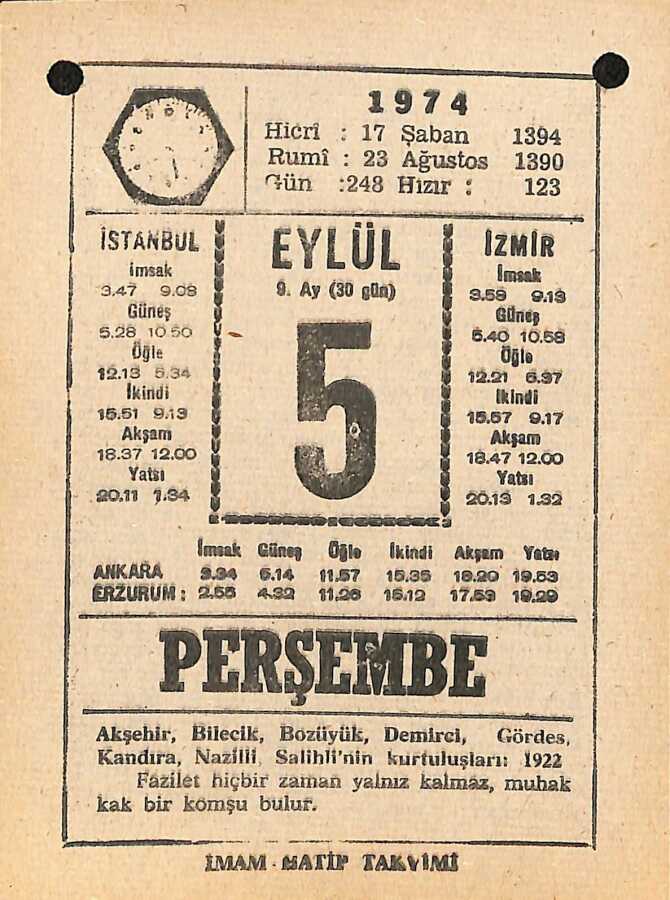 1974
Hicrî : 17 Şaban 1394
Rumî : 23 Ağustos 1390
Gün :248 Hızır : 123
İSTANBUL
İmsak
3.47 9.08
Güneş
5.28 10.50
Öğle
12.13 5.34
İkindi
15.51 9.13
Akşam
18.37 12.00
Yatsı
20.11 1.34
EYLÜL
9. Ay (30 gün)
5
İZMİR
İmsak
3.59 9.13
Güneş
5.40 10.58
Öğle
12.21
İkindi
15.57 9.17
Akşam
18.47 12.00
Yatsı
20.13 1.32
İmsak Güneş Öğle İkindi Akşam Yatsı
ANKARA 3.34 5.14 11.57 15.35 18.20 19.53
ERZURUM : 2.55 4.32 11.26 15.12 17.53 19.29
PERŞEMBE
Akşehir, Bilecik, Bozüyük, Demirci, Gördes,
Kandıra, Nazilli Salihli'nin kurtuluşları: 1922
Fazilet hiçbir zaman yalnız kalmaz, muhak
kak bir komşu bulur.
İMAM - HATİP TAKVİMİ